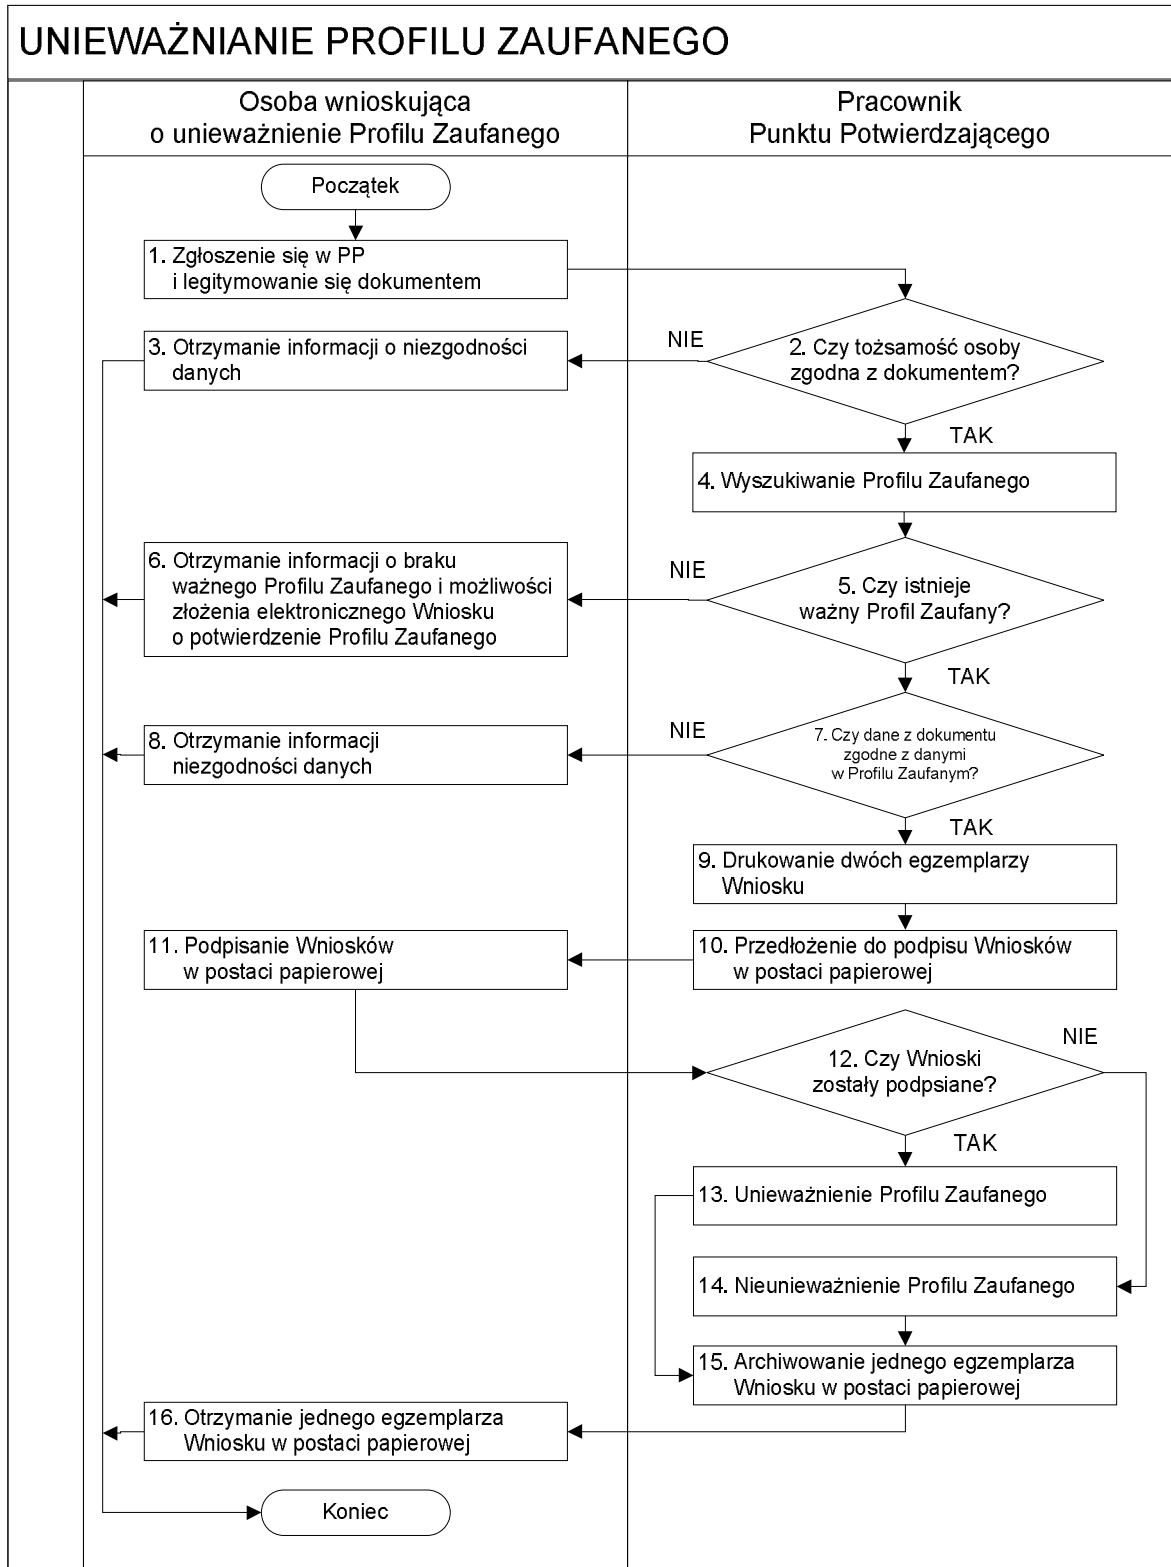 UNIEWAŻNIANIE PROFILU ZAUFANEGO
Osoba wnioskująca
o unieważnienie Profilu Zaufanego
Pracownik
Punktu Potwierdzającego
Początek
1. Zgłoszenie się w PP
i legitymowanie się dokumentem
2. Czy tożsamość osoby
zgodna z dokumentem?
NIE
3. Otrzymanie informacji o niezgodności
danych
TAK
4. Wyszukiwanie Profilu Zaufanego
5. Czy istnieje
ważny Profil Zaufany?
NIE
6. Otrzymanie informacji o braku
ważnego Profilu Zaufanego i możliwości
złożenia elektronicznego Wniosku
o potwierdzenie Profilu Zaufanego
TAK
7. Czy dane z dokumentu
zgodne z danymi
w Profilu Zaufanym?
NIE
8. Otrzymanie informacji
niezgodności danych
TAK
9. Drukowanie dwóch egzemplarzy
Wniosku
10. Przedłożenie do podpisu Wniosków
w postaci papierowej
11. Podpisanie Wniosków
w postaci papierowej
12. Czy Wnioski
zostały podpsiane?
NIE
TAK
13. Unieważnienie Profilu Zaufanego
14. Nieunieważnienie Profilu Zaufanego
15. Archiwowanie jednego egzemplarza
Wniosku w postaci papierowej
16. Otrzymanie jednego egzemplarza
Wniosku w postaci papierowej
Koniec